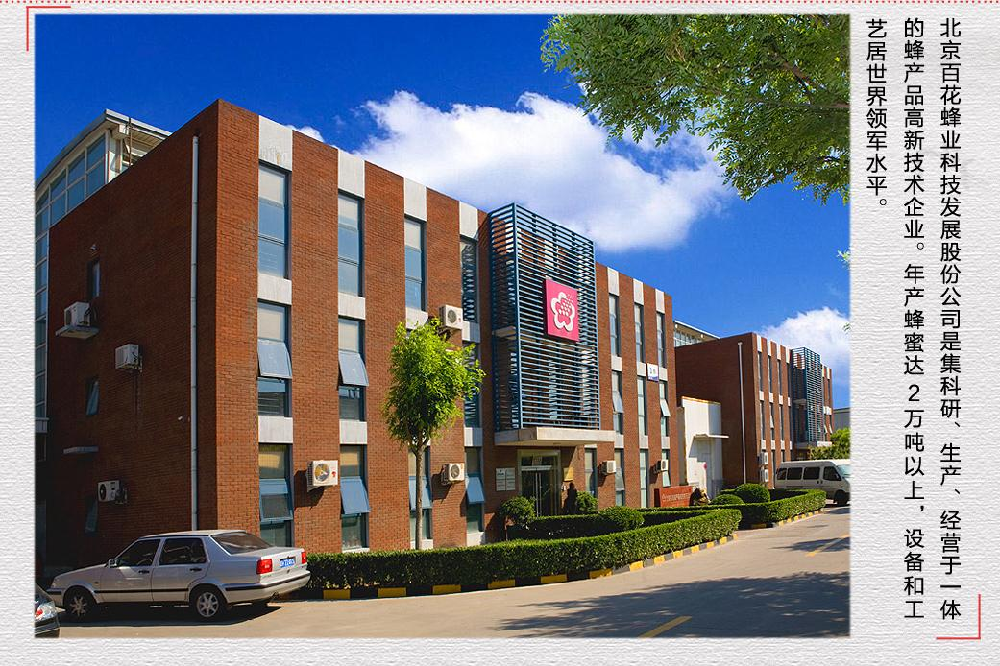 北京百花蜂业科技发展股份公司是集科研、生产、经营于一体
的蜂产品高新技术企业。年产蜂蜜达2万吨以上，设备和工
艺居世界领军水平。